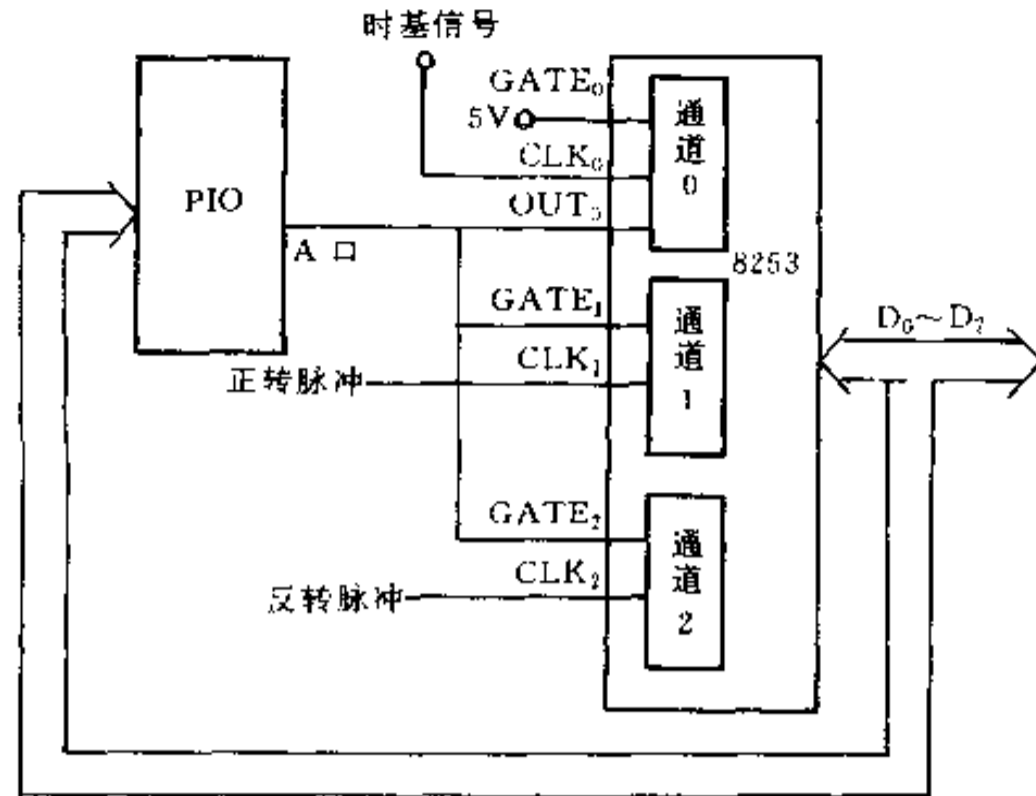 时基信号
GATE₀
5V
CLK₀
OUT₀
PIO
A 口
通道0
8253
GATE₁
CLK₁
正转脉冲
通道1
D₀～D₇
GATE₂
CLK₂
反转脉冲
通道2